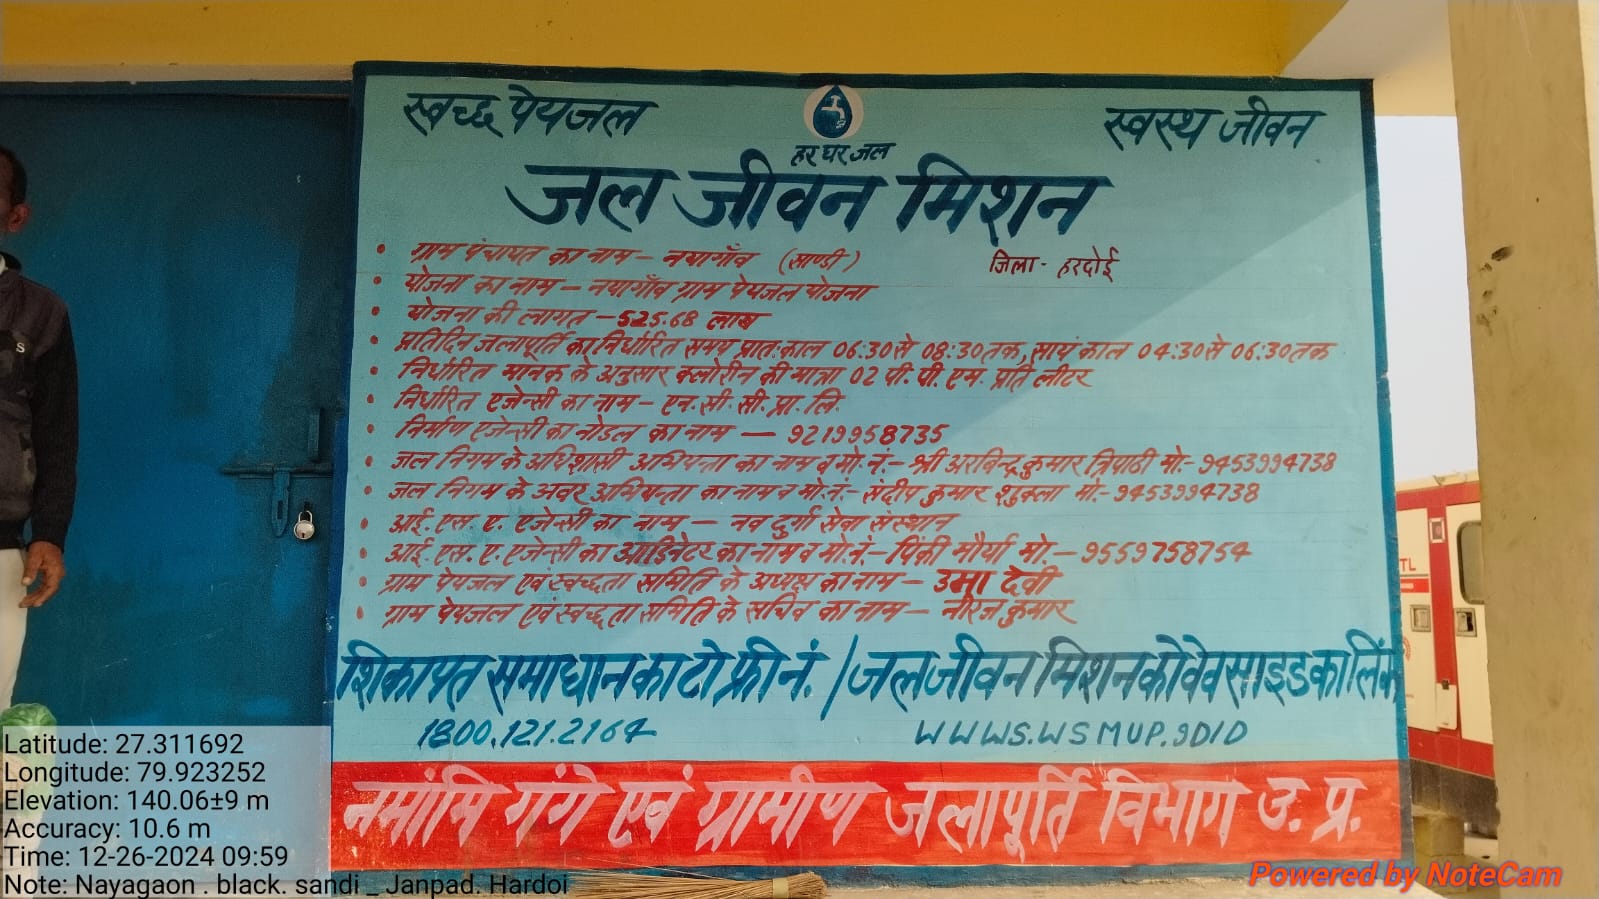 स्वच्छ पेयजल
स्वस्थ जीवन
हर घर जल
जल जीवन मिशन
ग्राम पंचायत का नाम – नयागाँव (साण्डी) जिला - हरदोई
योजना का नाम – नयागाँव ग्राम पेयजल योजना
योजना की लागत – 525.68 लाख
प्रतिदिन जलापूर्ति का निर्धारित समय प्रातःकाल 06:30 से 08:30 तक, सायं काल 04:30 से 06:30 तक
निर्धारित मानक के अनुसार क्लोरीन की मात्रा 02 पी. पी. एम. प्रति लीटर
निर्धारित एजेन्सी का नाम – एन. सी. सी. प्रा. लि.
निर्माण एजेन्सी का नोडल का नाम – 9219958735
जल निगम के अधिशासी अभियन्ता का नाम व मो. नं. – श्री अरबिन्द्र कुमार त्रिपाठी मो:- 9453994738
जल निगम के अवर अभियन्ता का नाम व मो. नं. – संदीप कुमार शुक्ला मो:- 9453994738
आई. एस. ए. एजेन्सी का नाम – नव दुर्गा सेवा संस्थान
आई. एस. ए. एजेन्सी का आडिनेटर का नाम व मो. नं. – पिंकी मौर्या मो. – 9559758754
ग्राम पेयजल एवं स्वच्छता समिति के अध्यक्ष का नाम – उमा देवी
ग्राम पेयजल एवं स्वच्छता समिति के सचिव का नाम – नीरज कुमार
शिकायत समाधान का टो फ्री नं. / जल जीवन मिशन की वेवसाइड का लिंक
1800.121.2164 WWWS.WSMUP.9D/D
नमांमि गंगे एवं ग्रामीण जलापूर्ति विभाग उ. प्र.
S
TL
Latitude: 27.311692
Longitude: 79.923252
Elevation: 140.06±9 m
Accuracy: 10.6 m
Time: 12-26-2024 09:59
Note: Nayagaon . black. sandi _ Janpad. Hardoi
Powered by NoteCam